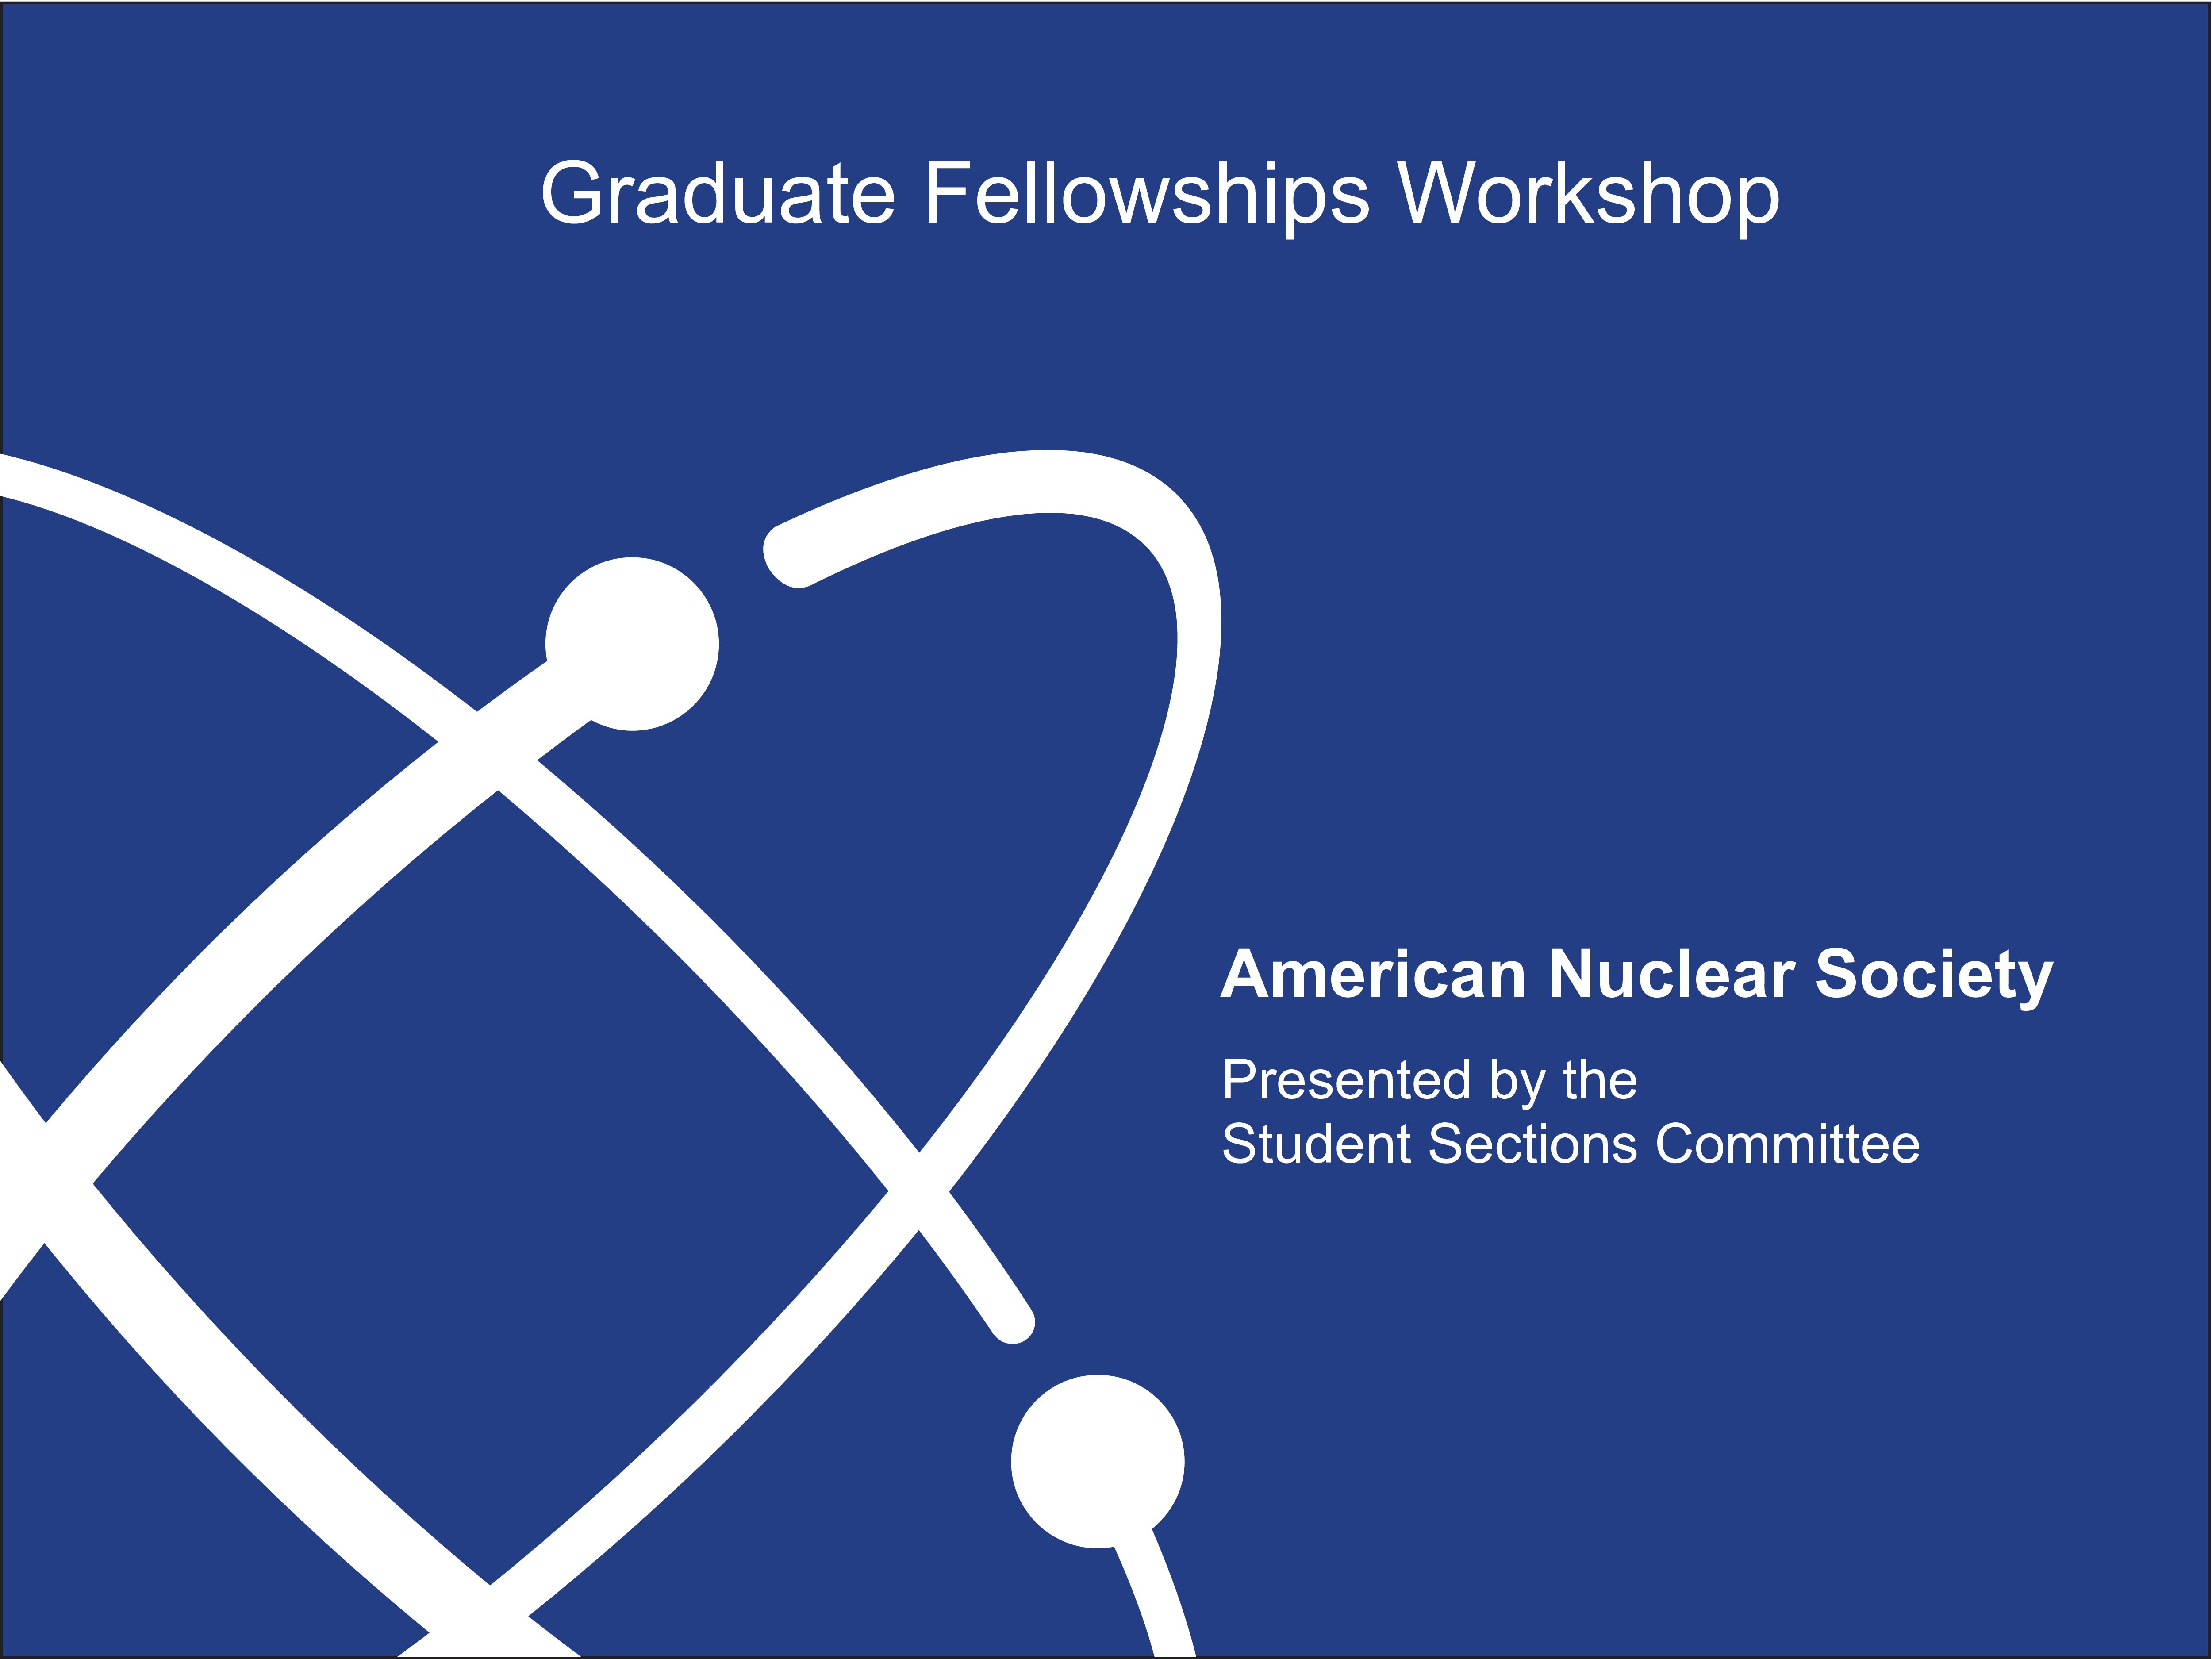 Graduate Fellowships Workshop
American Nuclear Society
Presented by the
Student Sections Committee